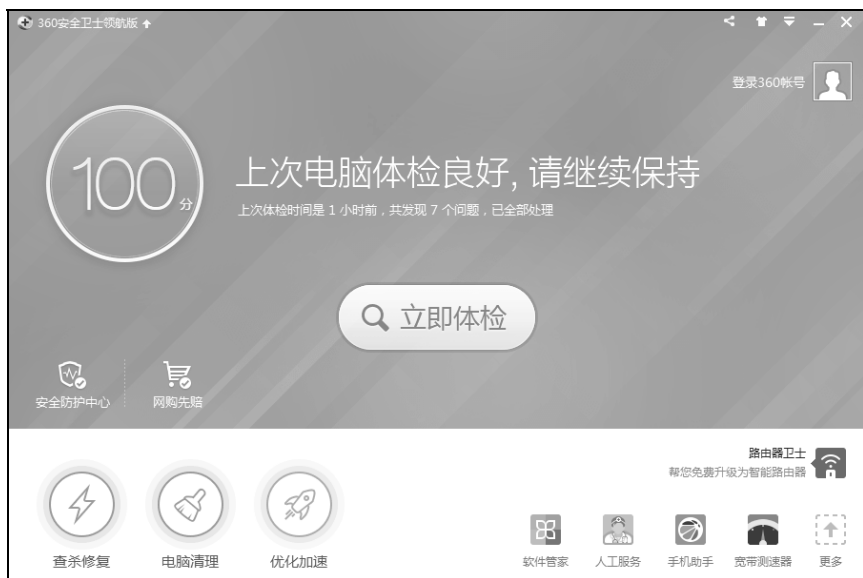 360安全卫士领航版
登录360帐号
100分
上次电脑体检良好, 请继续保持
上次体检时间是 1 小时前，共发现 7 个问题，已全部处理
立即体检
安全防护中心 网购先赔
路由器卫士
帮您免费升级为智能路由器
查杀修复 电脑清理 优化加速
软件管家 人工服务 手机助手 宽带测速器 更多